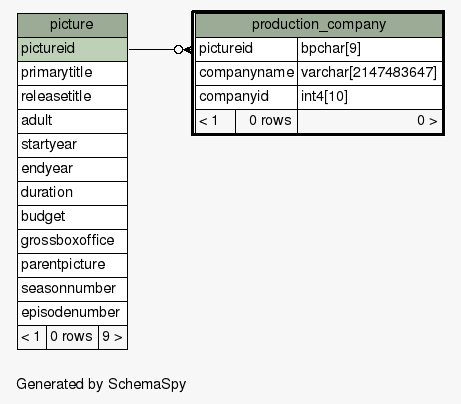 picture
pictureid
primarytitle
releasetitle
adult
startyear
endyear
duration
budget
grossboxoffice
parentpicture
seasonnumber
episodenumber
< 1 0 rows 9 >
production_company
pictureid bpchar[9]
companyname varchar[2147483647]
companyid int4[10]
< 1 0 rows 0 >
Generated by SchemaSpy